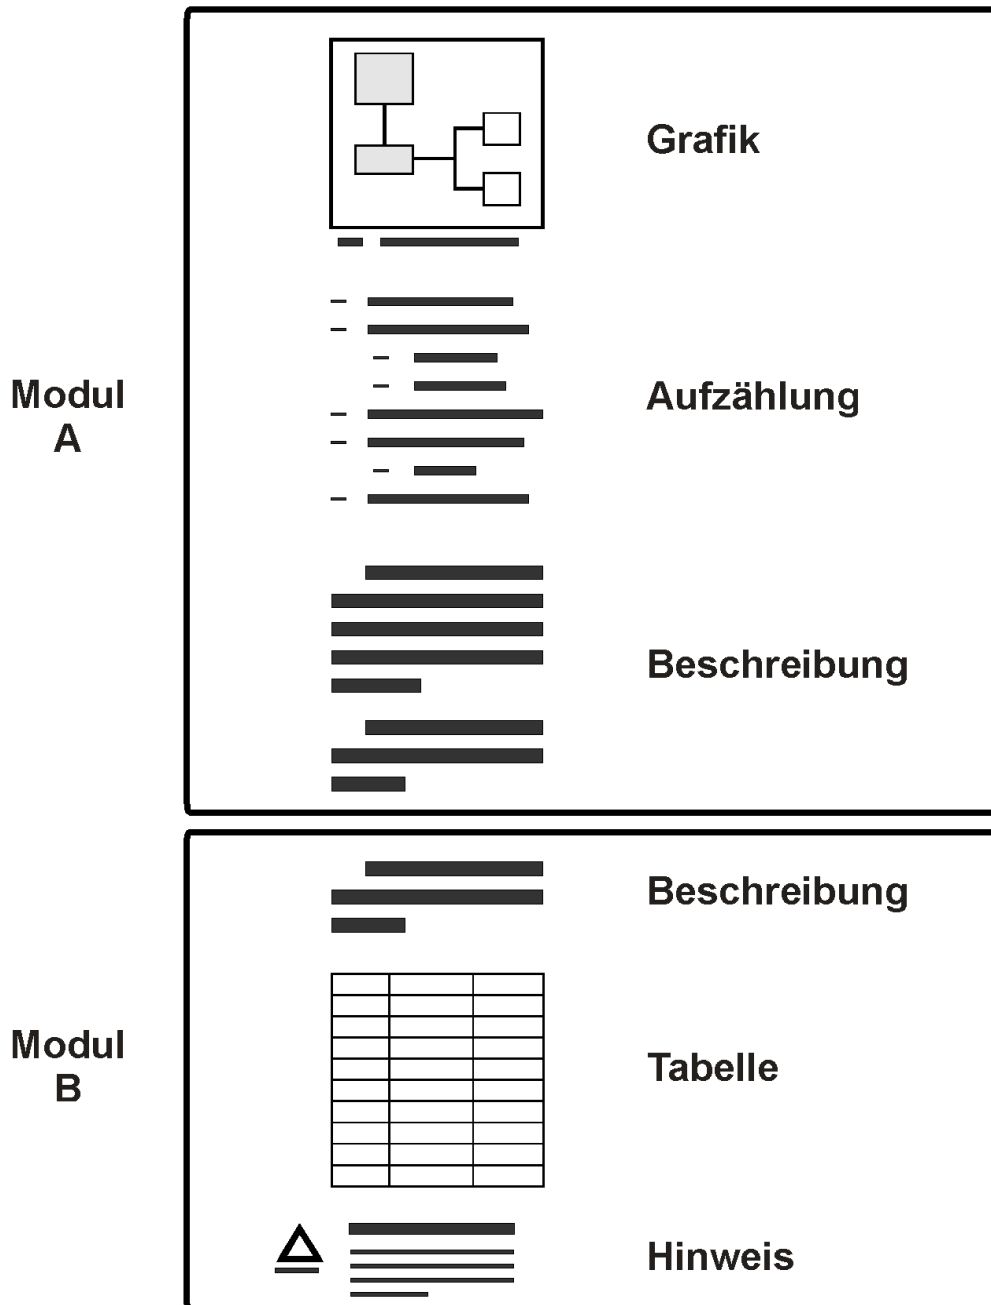 Grafik
Modul
A
Aufzählung
Beschreibung
Beschreibung
Modul
B
Tabelle
Hinweis